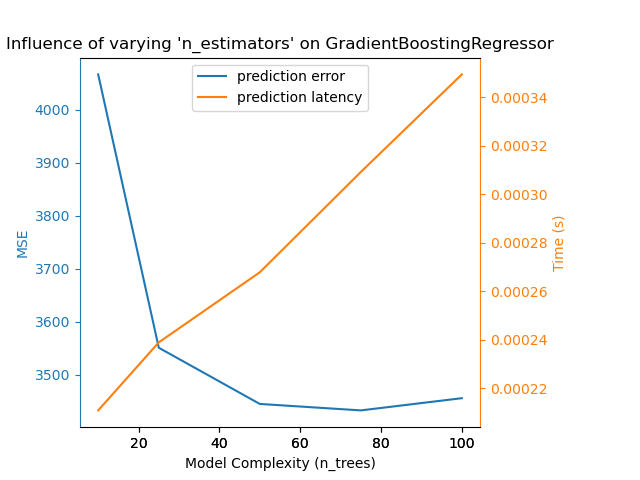 Influence of varying 'n_estimators' on GradientBoostingRegressor
prediction error
prediction latency
4000
3900
3800
3700
3600
3500
MSE
0.00034
0.00032
0.00030
0.00028
0.00026
0.00024
0.00022
Time (s)
20 40 60 80 100
Model Complexity (n_trees)